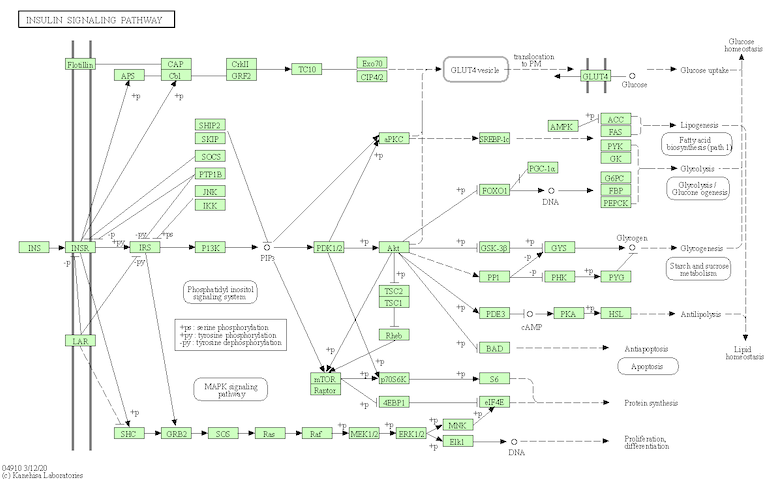 INSULIN SIGNALING PATHWAY
Glucose
homeostasis
Flotillin
CAP
Cbl
APS
CrkII
GRF2
TC10
Exo70
CIP4/2
GLUT4 vesicle
translocation
to PM
GLUT4
Glucose
Glucose uptake
+p
+p
SHIP2
SKIP
SOCS
PTP1B
JNK
IKK
aPKC
+p
SREBP-1c
AMPK
+p
ACC
FAS
PYK
GK
Lipogenesis
Fatty acid
biosynthesis (path 1)
PGC-1α
FOXO1
+p
DNA
G6PC
FBP
PEPCK
Glycolysis
Glycolysis /
Glucone ogenesis
INS
INSR
-p
+py
-py
+ps
-py
IRS
PI3K
PIP3
PDK1/2
+p
Akt
+p
GSK-3β
+p
GYS
Glycogen
Glycogenesis
-p
-p
PP1
PHK
+p
PYG
Starch and sucrose
metabolism
Phosphatidyl inositol
signaling system
+p
TSC2
TSC1
+p
PDE3
cAMP
PKA
+p
HSL
Antilipolysis
+ps : serine phosphorylation
+py : tyrosine phosphorylation
-py : tyrosine dephosphorylation
LAR
-p
Rheb
+p
BAD
Antiapoptosis
Apoptosis
Lipid
homeostasis
MAPK signaling
pathway
+p
+p
mTOR
Raptor
+p
p70S6K
+p
S6
+p
4EBP1
+p
eIF4E
Protein synthesis
+p
SHC
GRB2
SOS
Ras
Raf
+p
MEK1/2
+p
ERK1/2
+p
MNK
+p
+p
Elk1
DNA
Proliferation,
differentiation
04910 3/12/20
(c) Kanehisa Laboratories